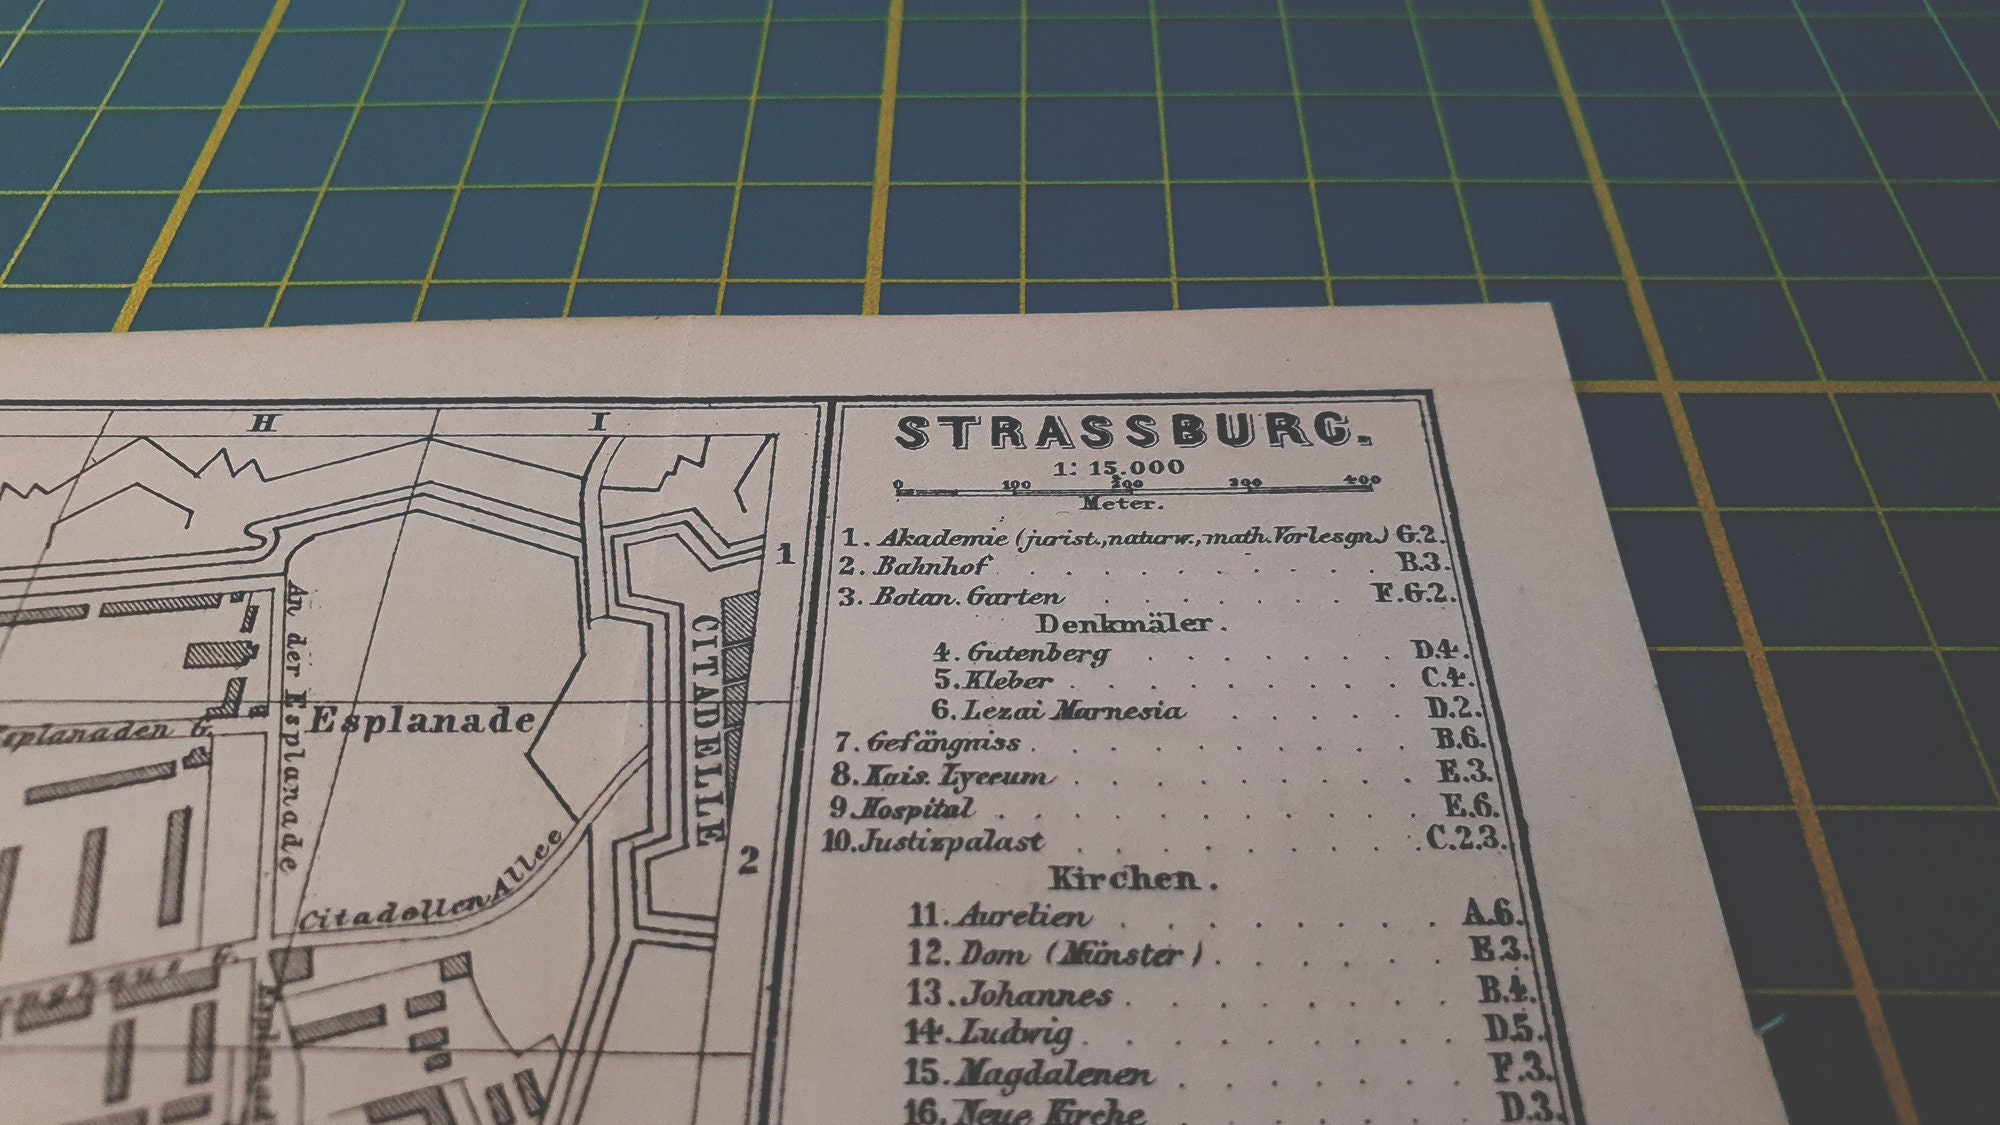 H I
STRASSBURG.
1: 15.000
0 100 200 300 400
Meter.
1. Akademie (jurist., naturw., math. Vorlesgn.) G.2.
2. Bahnhof . . . . . . . . . B.3.
3. Botan. Garten . . . . . . . F.G.2.
Denkmäler.
4. Gutenberg . . . . . . . D.4.
5. Kleber . . . . . . . . C.4.
6. Lezai Marnesia . . . . . D.2.
7. Gefängniss . . . . . . . . . B.6.
8. Kais. Lyceum . . . . . . . . E.3.
9. Hospital . . . . . . . . . . E.6.
10. Justizpalast . . . . . . . . . C.2.3.
Kirchen.
11. Aurelien . . . . . . . . A.6.
12. Dom (Münster) . . . . . . E.3.
13. Johannes . . . . . . . . B.4.
14. Ludwig . . . . . . . . . D.5.
15. Magdalenen . . . . . . . F.3.
16. Neue Kirche D.3.
1
2
CITADELLE
An der Esplanade
Esplanade
Esplanaden G.
Citadollen Allee